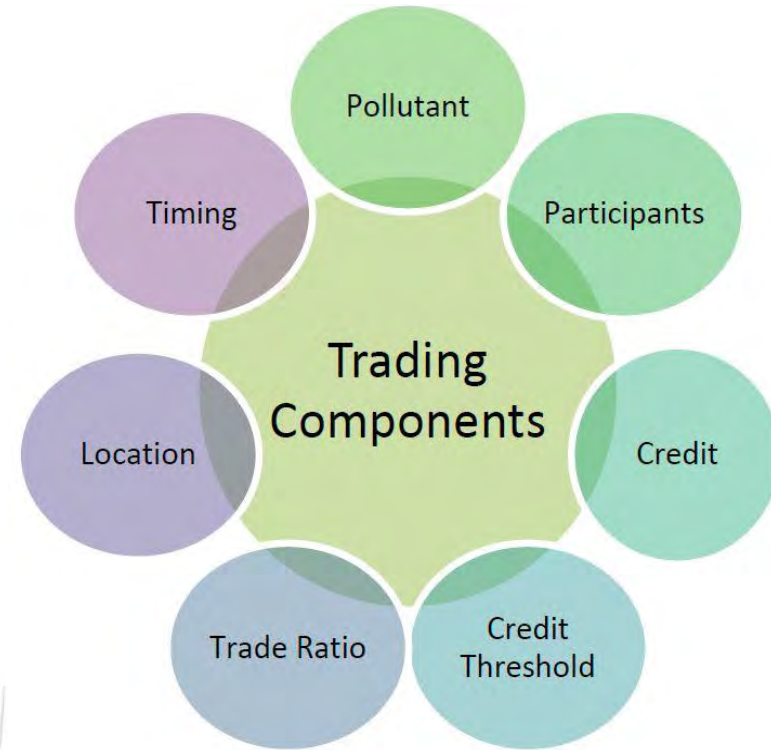 Pollutant
Participants
Credit
Credit
Threshold
Trade Ratio
Location
Timing
Trading
Components